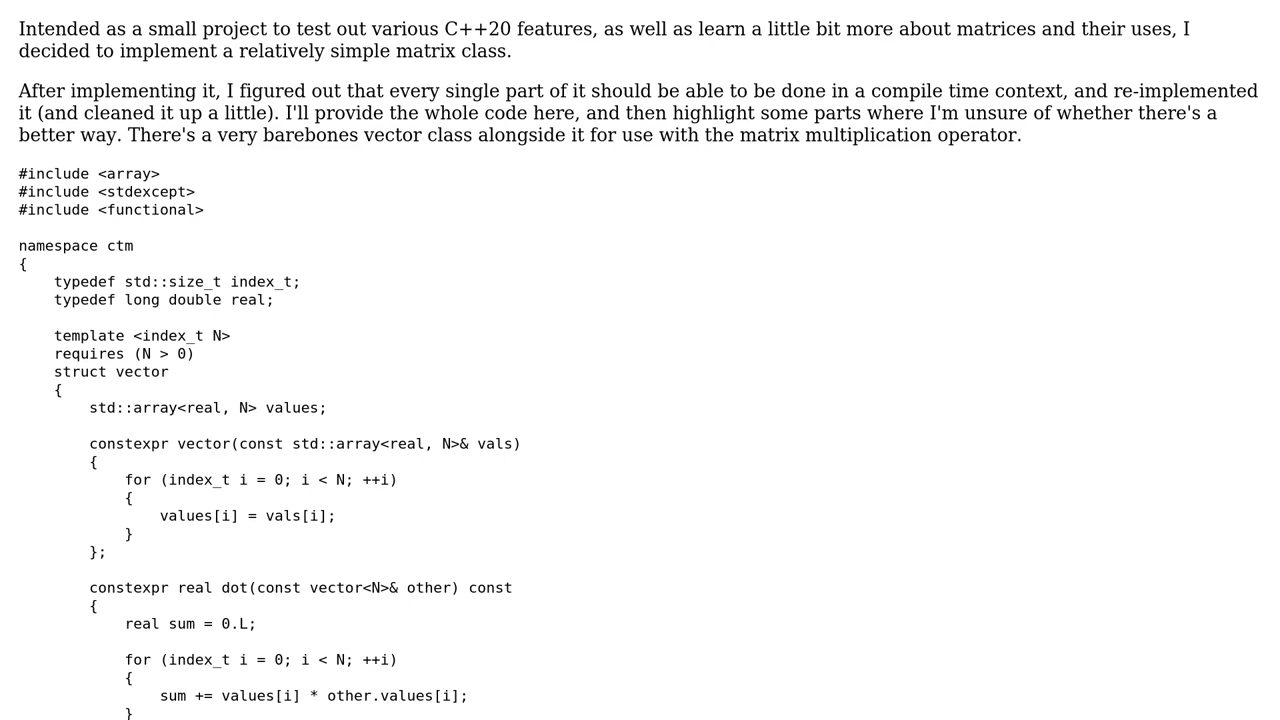 Intended as a small project to test out various C++20 features, as well as learn a little bit more about matrices and their uses, I
decided to implement a relatively simple matrix class.
After implementing it, I figured out that every single part of it should be able to be done in a compile time context, and re-implemented
it (and cleaned it up a little). I'll provide the whole code here, and then highlight some parts where I'm unsure of whether there's a
better way. There's a very barebones vector class alongside it for use with the matrix multiplication operator.
#include <array>
#include <stdexcept>
#include <functional>
namespace ctm
{
    typedef std::size_t index_t;
    typedef long double real;
    template <index_t N>
    requires (N > 0)
    struct vector
    {
        std::array<real, N> values;
        constexpr vector(const std::array<real, N>& vals)
        {
            for (index_t i = 0; i < N; ++i)
            {
                values[i] = vals[i];
            }
        };
        constexpr real dot(const vector<N>& other) const
        {
            real sum = 0.L;
            for (index_t i = 0; i < N; ++i)
            {
                sum += values[i] * other.values[i];
            }